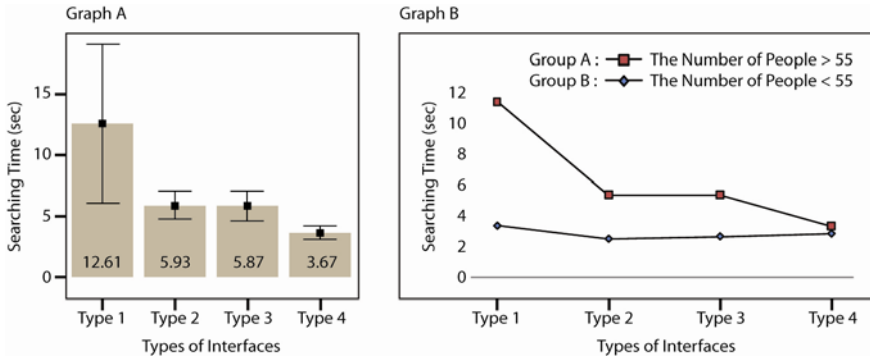 Graph A
Searching Time (sec)
15
10
5
0
12.61 5.93 5.87 3.67
Type 1 Type 2 Type 3 Type 4
Types of Interfaces
Graph B
Group A : The Number of People > 55
Group B : The Number of People < 55
Searching Time (sec)
12
10
8
6
4
2
0
Type 1 Type 2 Type 3 Type 4
Types of Interfaces